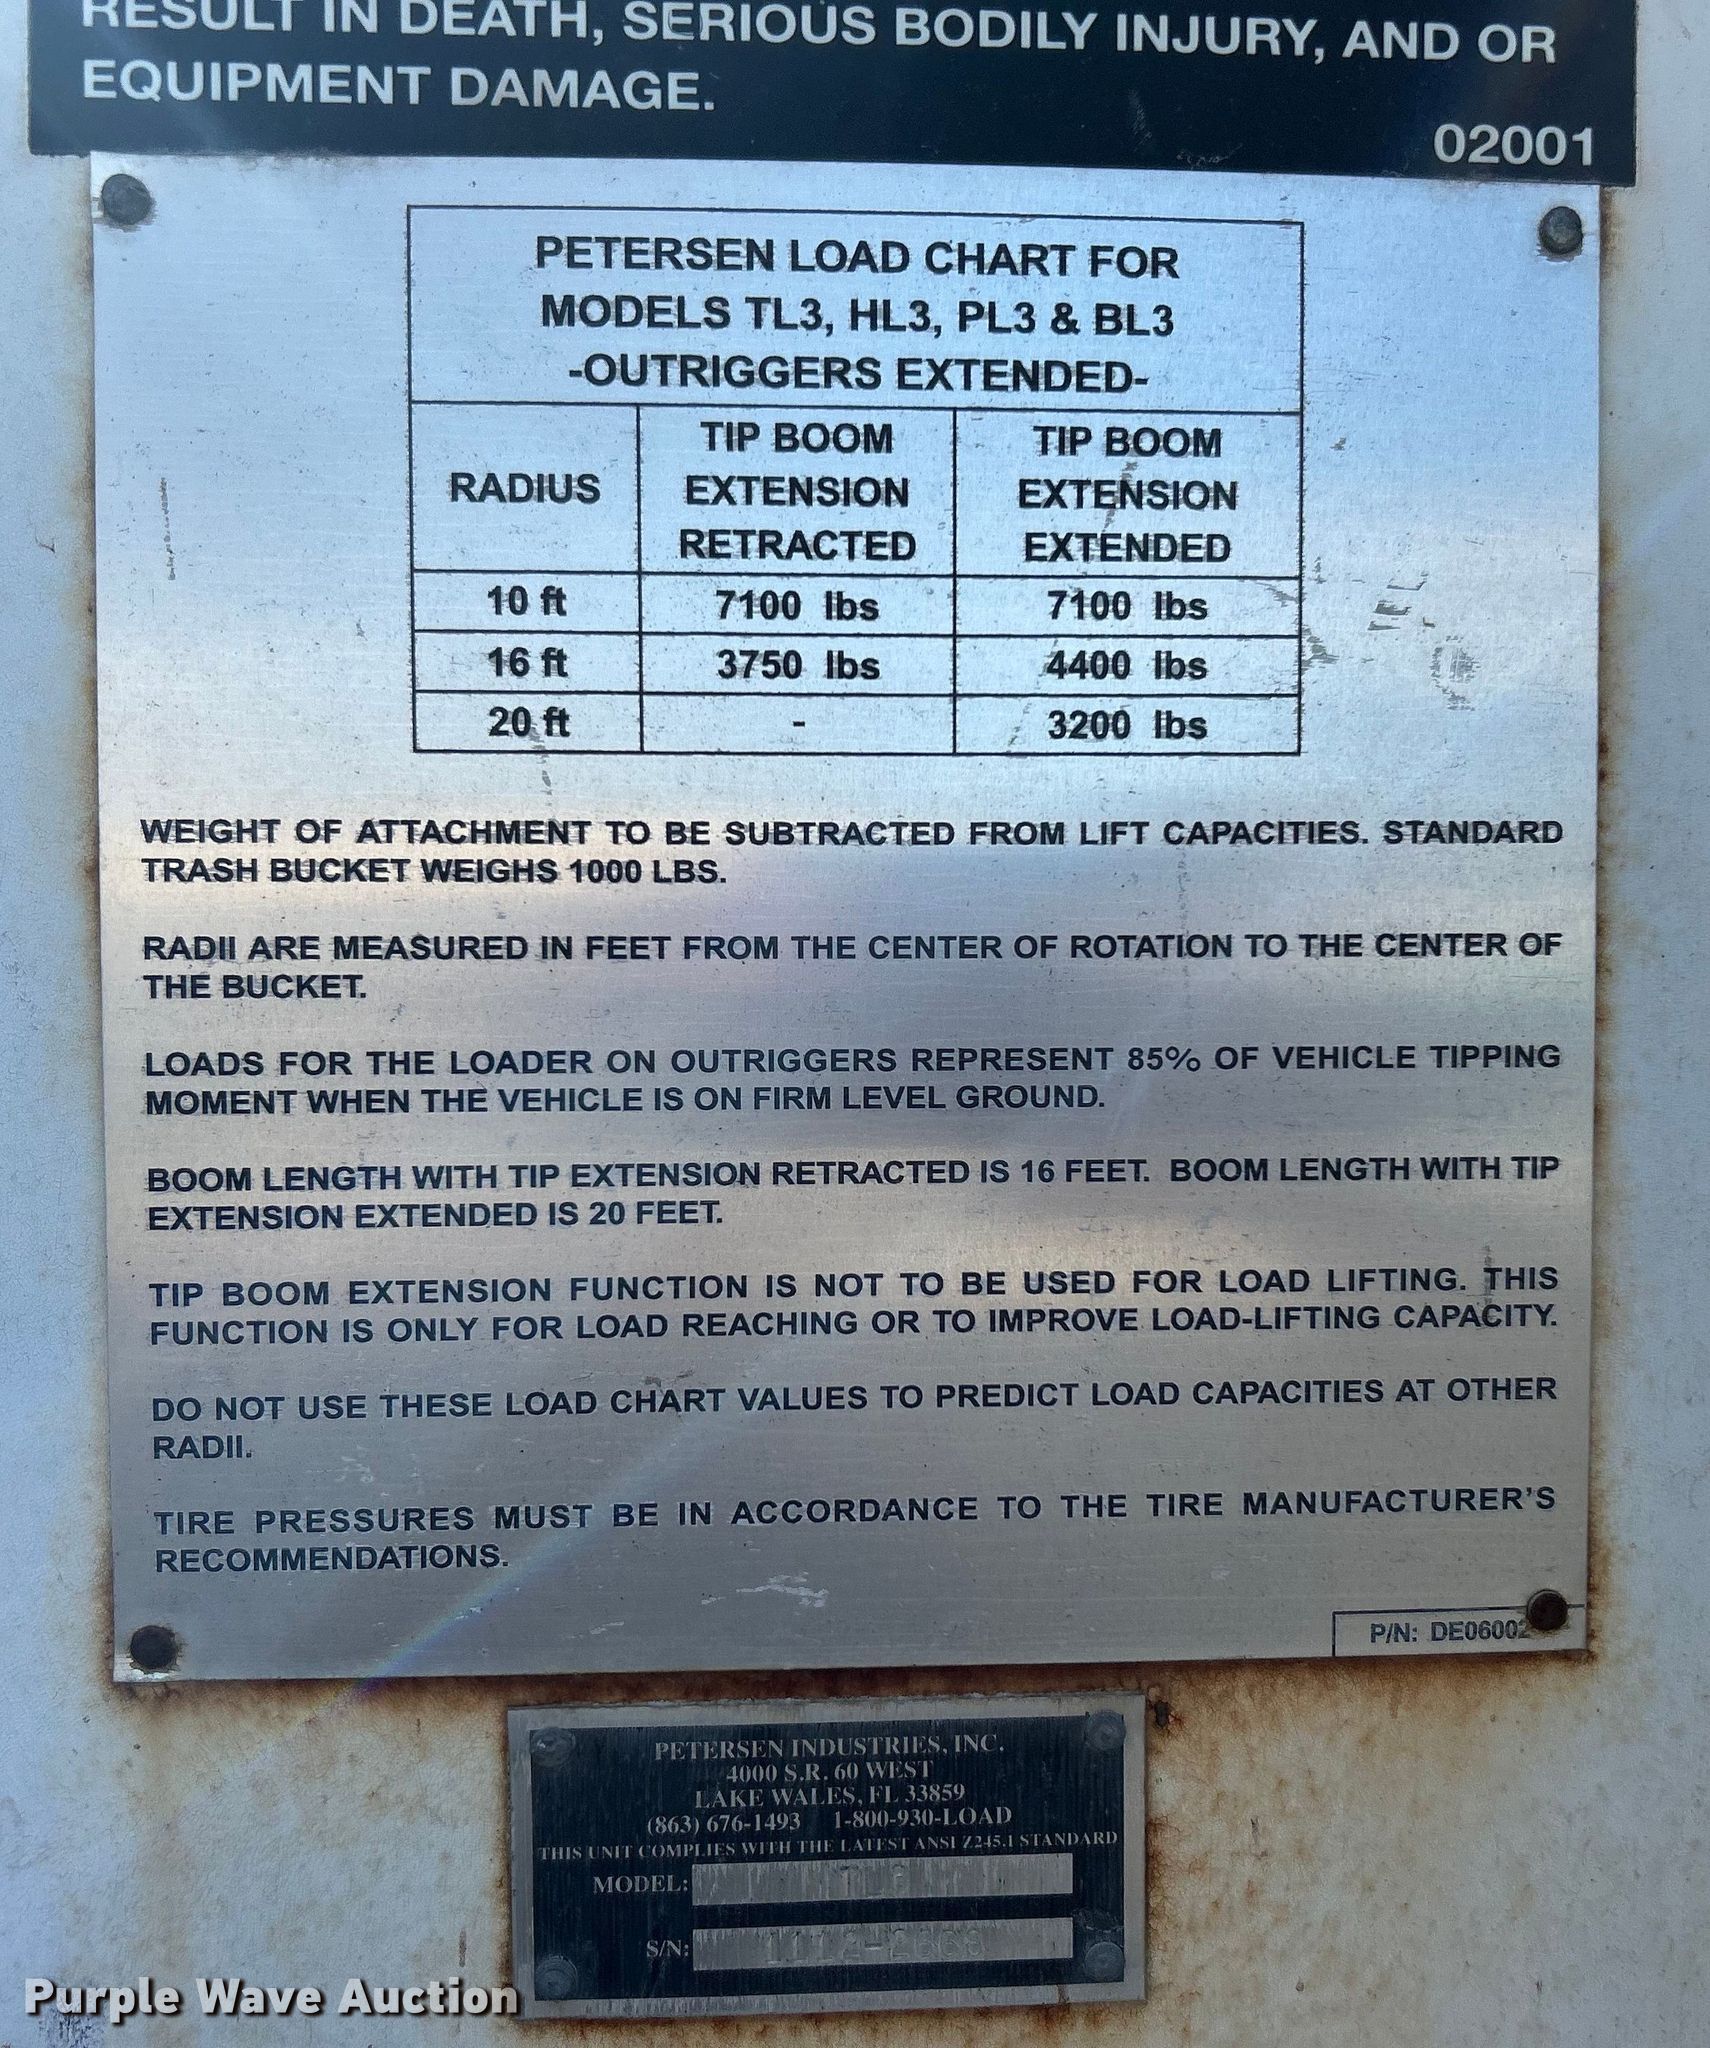 RESULT IN DEATH, SERIOUS BODILY INJURY, AND OR
EQUIPMENT DAMAGE.
02001
PETERSEN LOAD CHART FOR
MODELS TL3, HL3, PL3 & BL3
-OUTRIGGERS EXTENDED-
RADIUS TIP BOOM EXTENSION RETRACTED TIP BOOM EXTENSION EXTENDED
10 ft 7100 lbs 7100 lbs
16 ft 3750 lbs 4400 lbs
20 ft - 3200 lbs
WEIGHT OF ATTACHMENT TO BE SUBTRACTED FROM LIFT CAPACITIES. STANDARD
TRASH BUCKET WEIGHS 1000 LBS.
RADII ARE MEASURED IN FEET FROM THE CENTER OF ROTATION TO THE CENTER OF
THE BUCKET.
LOADS FOR THE LOADER ON OUTRIGGERS REPRESENT 85% OF VEHICLE TIPPING
MOMENT WHEN THE VEHICLE IS ON FIRM LEVEL GROUND.
BOOM LENGTH WITH TIP EXTENSION RETRACTED IS 16 FEET. BOOM LENGTH WITH TIP
EXTENSION EXTENDED IS 20 FEET.
TIP BOOM EXTENSION FUNCTION IS NOT TO BE USED FOR LOAD LIFTING. THIS
FUNCTION IS ONLY FOR LOAD REACHING OR TO IMPROVE LOAD-LIFTING CAPACITY.
DO NOT USE THESE LOAD CHART VALUES TO PREDICT LOAD CAPACITIES AT OTHER
RADII.
TIRE PRESSURES MUST BE IN ACCORDANCE TO THE TIRE MANUFACTURER'S
RECOMMENDATIONS.
P/N: DE06002
PETERSEN INDUSTRIES, INC.
4000 S.R. 60 WEST
LAKE WALES, FL 33859
(863) 676-1493 1-800-930-LOAD
THIS UNIT COMPLIES WITH THE LATEST ANSI Z245.1 STANDARD
MODEL:
S/N:
Purple Wave Auction